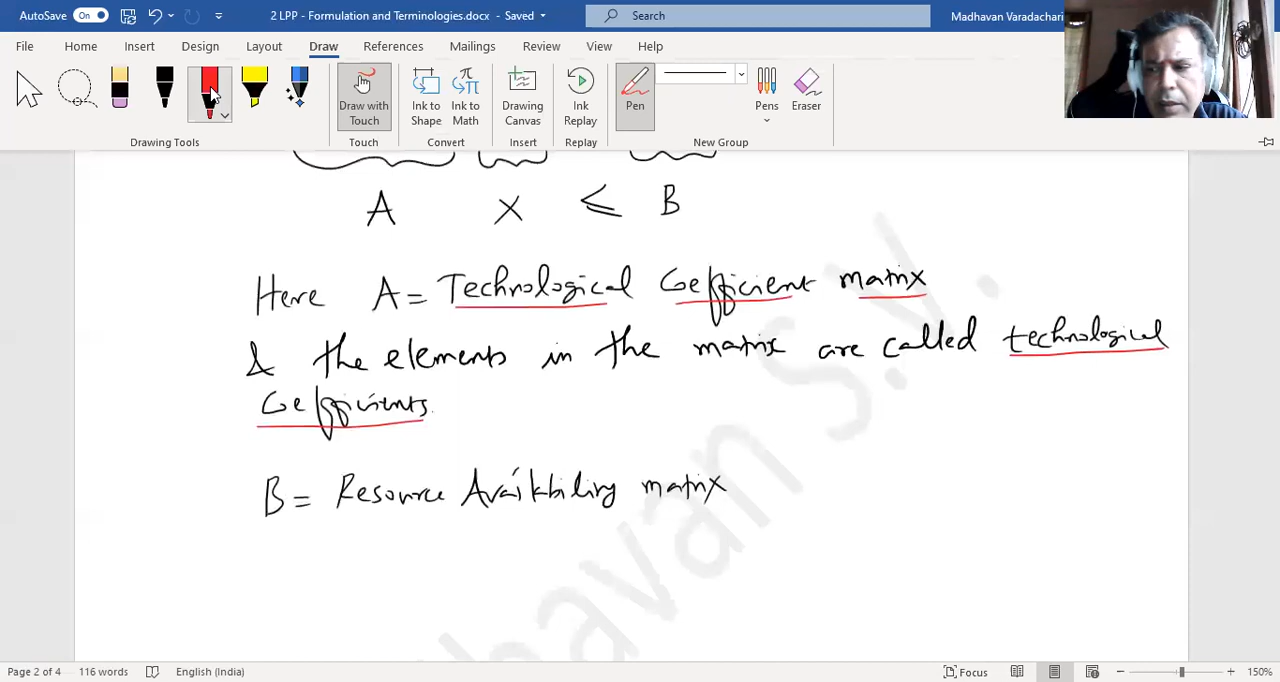 AutoSave On 2 LPP - Formulation and Terminologies.docx - Saved Search Madhavan Varadachari
File Home Insert Draw Design Layout References Mailings Review View Help
Draw with Touch Ink to Shape Ink to Math Drawing Canvas Ink Replay Pen Pens Eraser
Drawing Tools Touch Convert Insert Replay New Group
A X ≤ B
Here A = Technological Coefficient matrix
& the elements in the matrix are called technological
Coefficients.
B = Resource Availability matrix
havan S.V.
Page 2 of 4 116 words English (India) Focus 150%